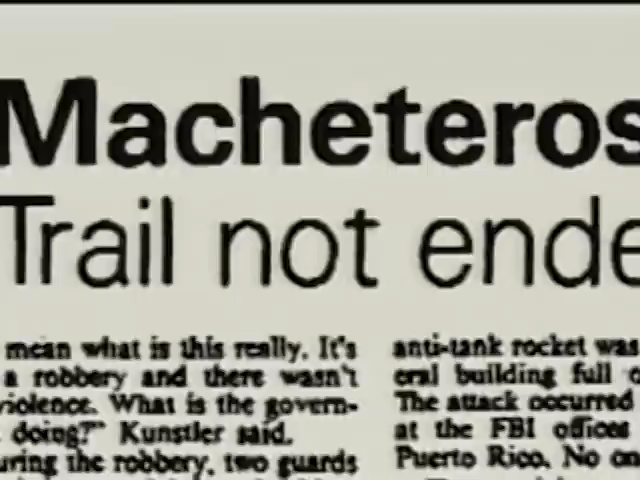 Macheteros
Trail not ende
mean what is this really. It's
a robbery and there wasn't
violence. What is the govern-
doing?" Kunstler said.
uring the robbery, two guards
anti-tank rocket was
eral building full o
The attack occurred
at the FBI offices
Puerto Rico. No on